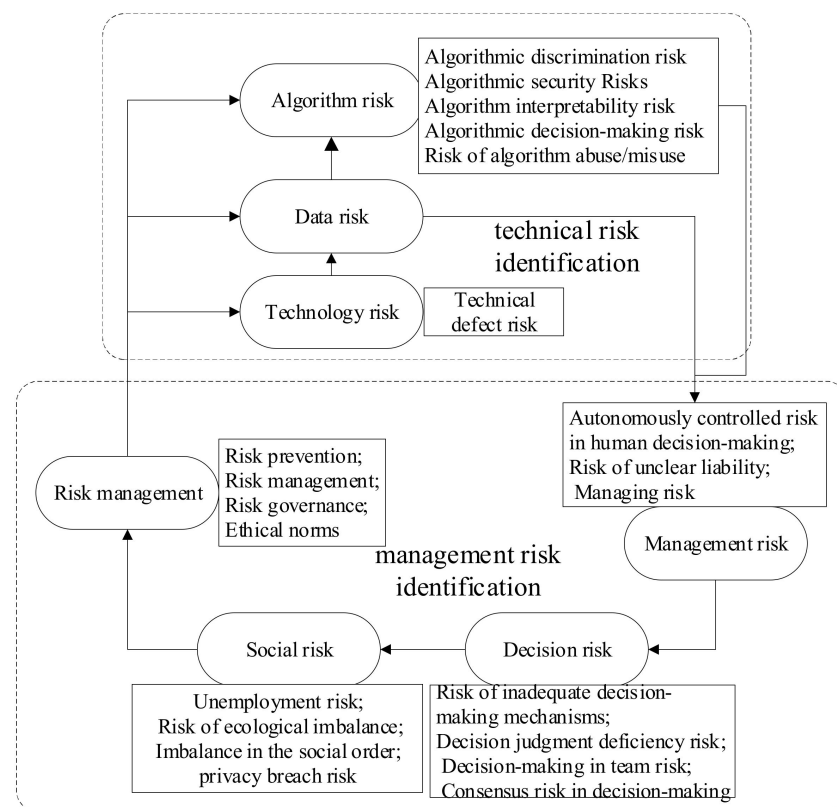 Algorithm risk
Algorithmic discrimination risk
Algorithmic security Risks
Algorithm interpretability risk
Algorithmic decision-making risk
Risk of algorithm abuse/misuse
Data risk
technical risk
identification
Technology risk
Technical
defect risk
Autonomously controlled risk
in human decision-making;
Risk of unclear liability;
Managing risk
Management risk
Risk management
Risk prevention;
Risk management;
Risk governance;
Ethical norms
management risk
identification
Social risk
Decision risk
Unemployment risk;
Risk of ecological imbalance;
Imbalance in the social order;
privacy breach risk
Risk of inadequate decision-
making mechanisms;
Decision judgment deficiency risk;
Decision-making in team risk;
Consensus risk in decision-making